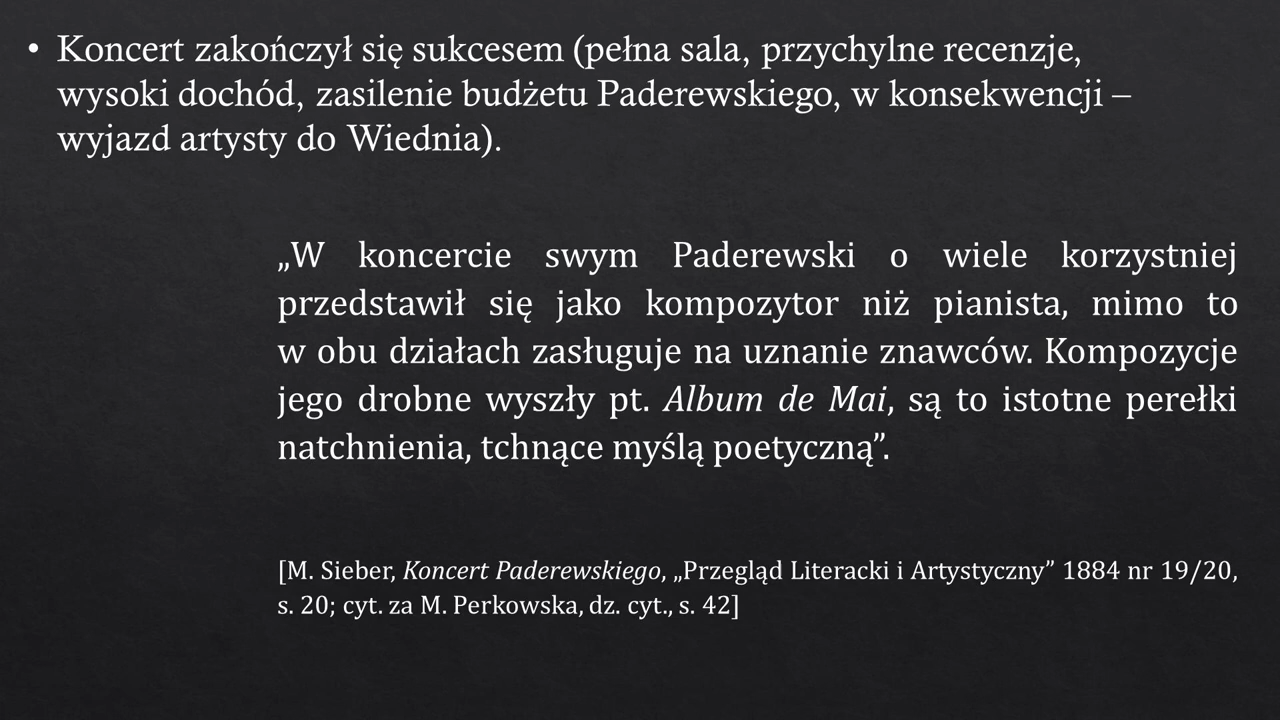 • Koncert zakończył się sukcesem (pełna sala, przychylne recenzje,
wysoki dochód, zasilenie budżetu Paderewskiego, w konsekwencji –
wyjazd artysty do Wiednia).
„W koncercie swym Paderewski o wiele korzystniej
przedstawił się jako kompozytor niż pianista, mimo to
w obu działach zasługuje na uznanie znawców. Kompozycje
jego drobne wyszły pt. Album de Mai, są to istotne perełki
natchnienia, tchnące myślą poetyczną”.
[M. Sieber, Koncert Paderewskiego, „Przegląd Literacki i Artystyczny” 1884 nr 19/20,
s. 20; cyt. za M. Perkowska, dz. cyt., s. 42]